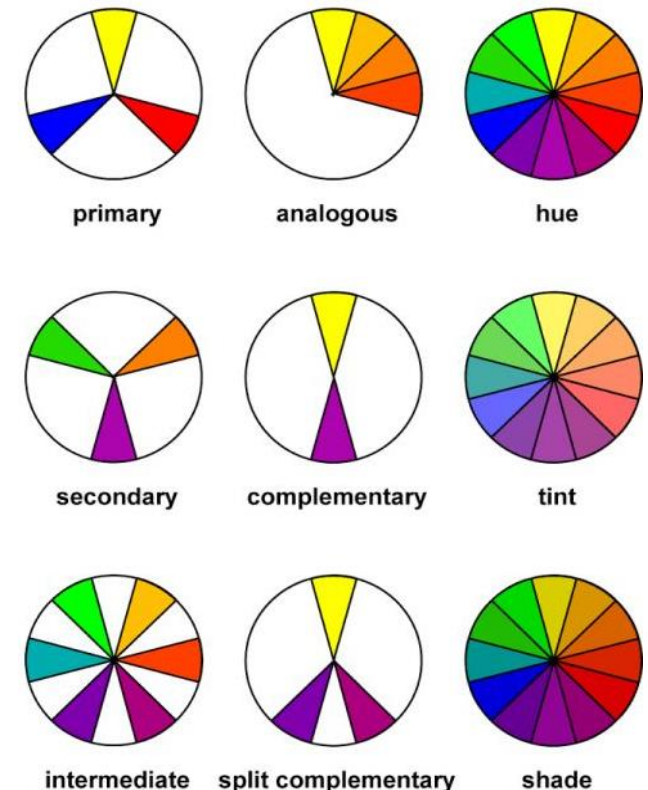 primary analogous hue
secondary complementary tint
intermediate split complementary shade